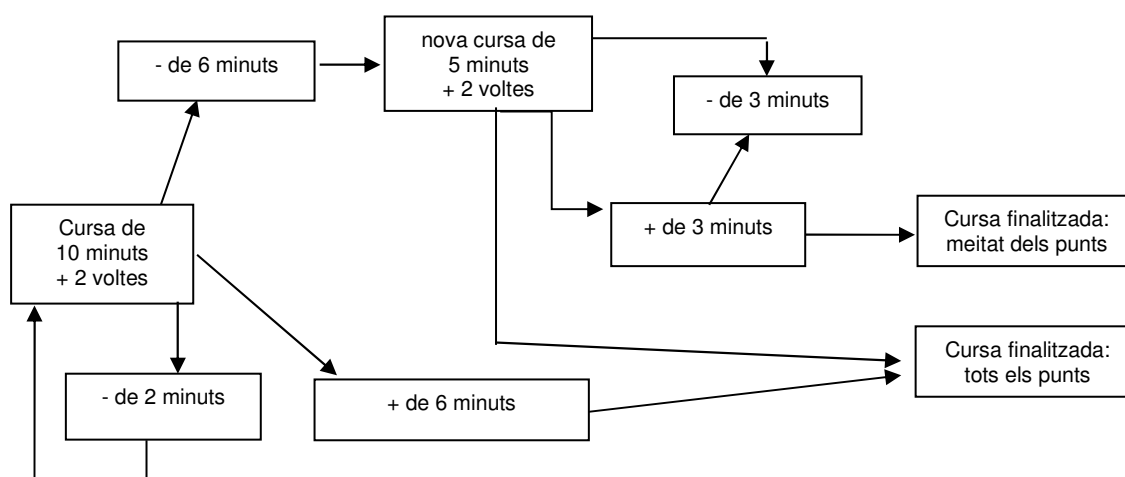 - de 6 minuts
nova cursa de
5 minuts
+ 2 voltes
- de 3 minuts
Cursa de
10 minuts
+ 2 voltes
+ de 3 minuts
Cursa finalitzada:
meitat dels punts
- de 2 minuts
+ de 6 minuts
Cursa finalitzada:
tots els punts